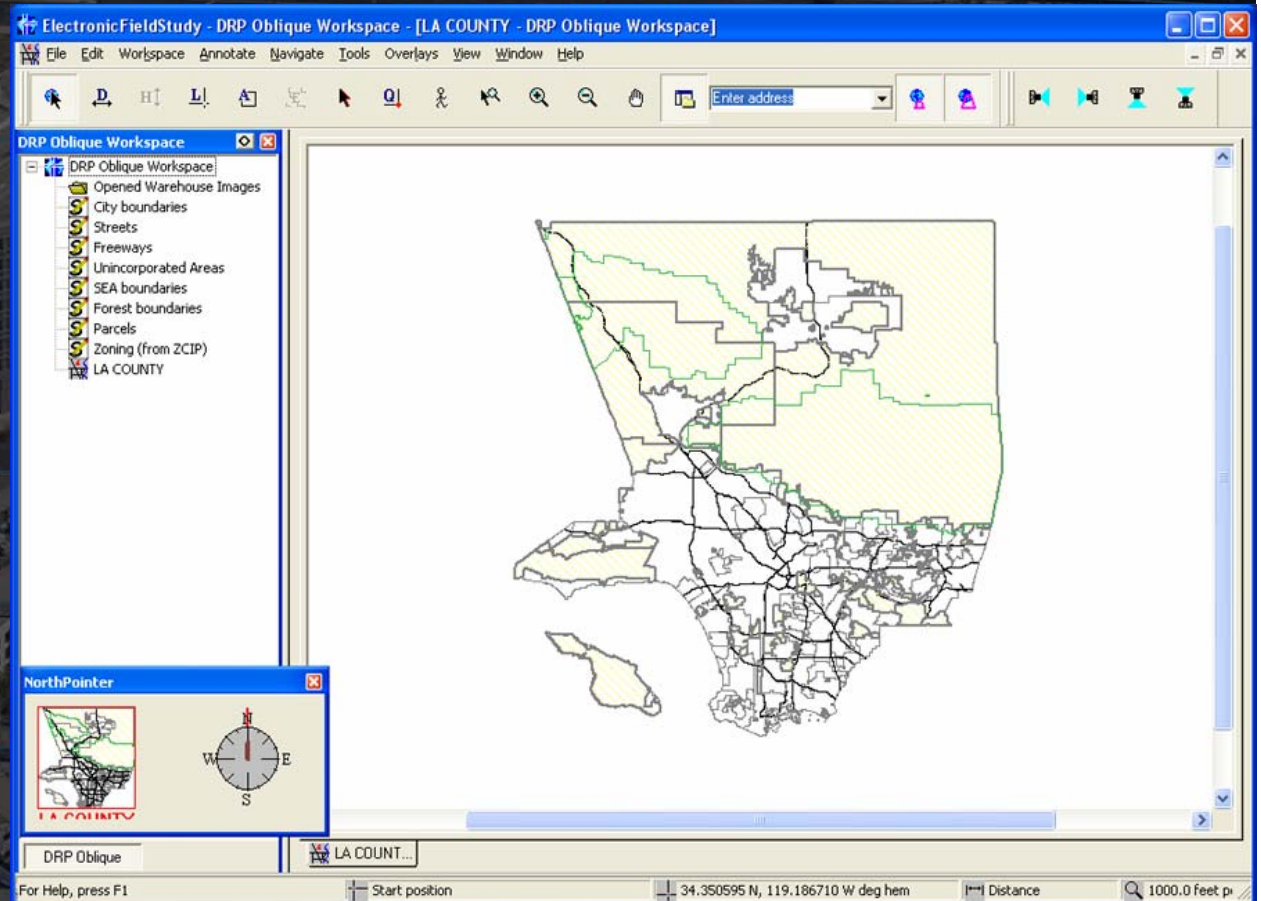 ElectronicFieldStudy - DRP Oblique Workspace - [LA COUNTY - DRP Oblique Workspace]
File Edit Workspace Annotate Navigate Tools Overlays View Window Help
D H L A Q Enter address
DRP Oblique Workspace
DRP Oblique Workspace
Opened Warehouse Images
City boundaries
Streets
Freeways
Unincorporated Areas
SEA boundaries
Forest boundaries
Parcels
Zoning (from ZCIP)
LA COUNTY
NorthPointer
N
W E
S
LA COUNTY
DRP Oblique
LA COUNT...
For Help, press F1 Start position 34.350595 N, 119.186710 W deg hem Distance 1000.0 feet p